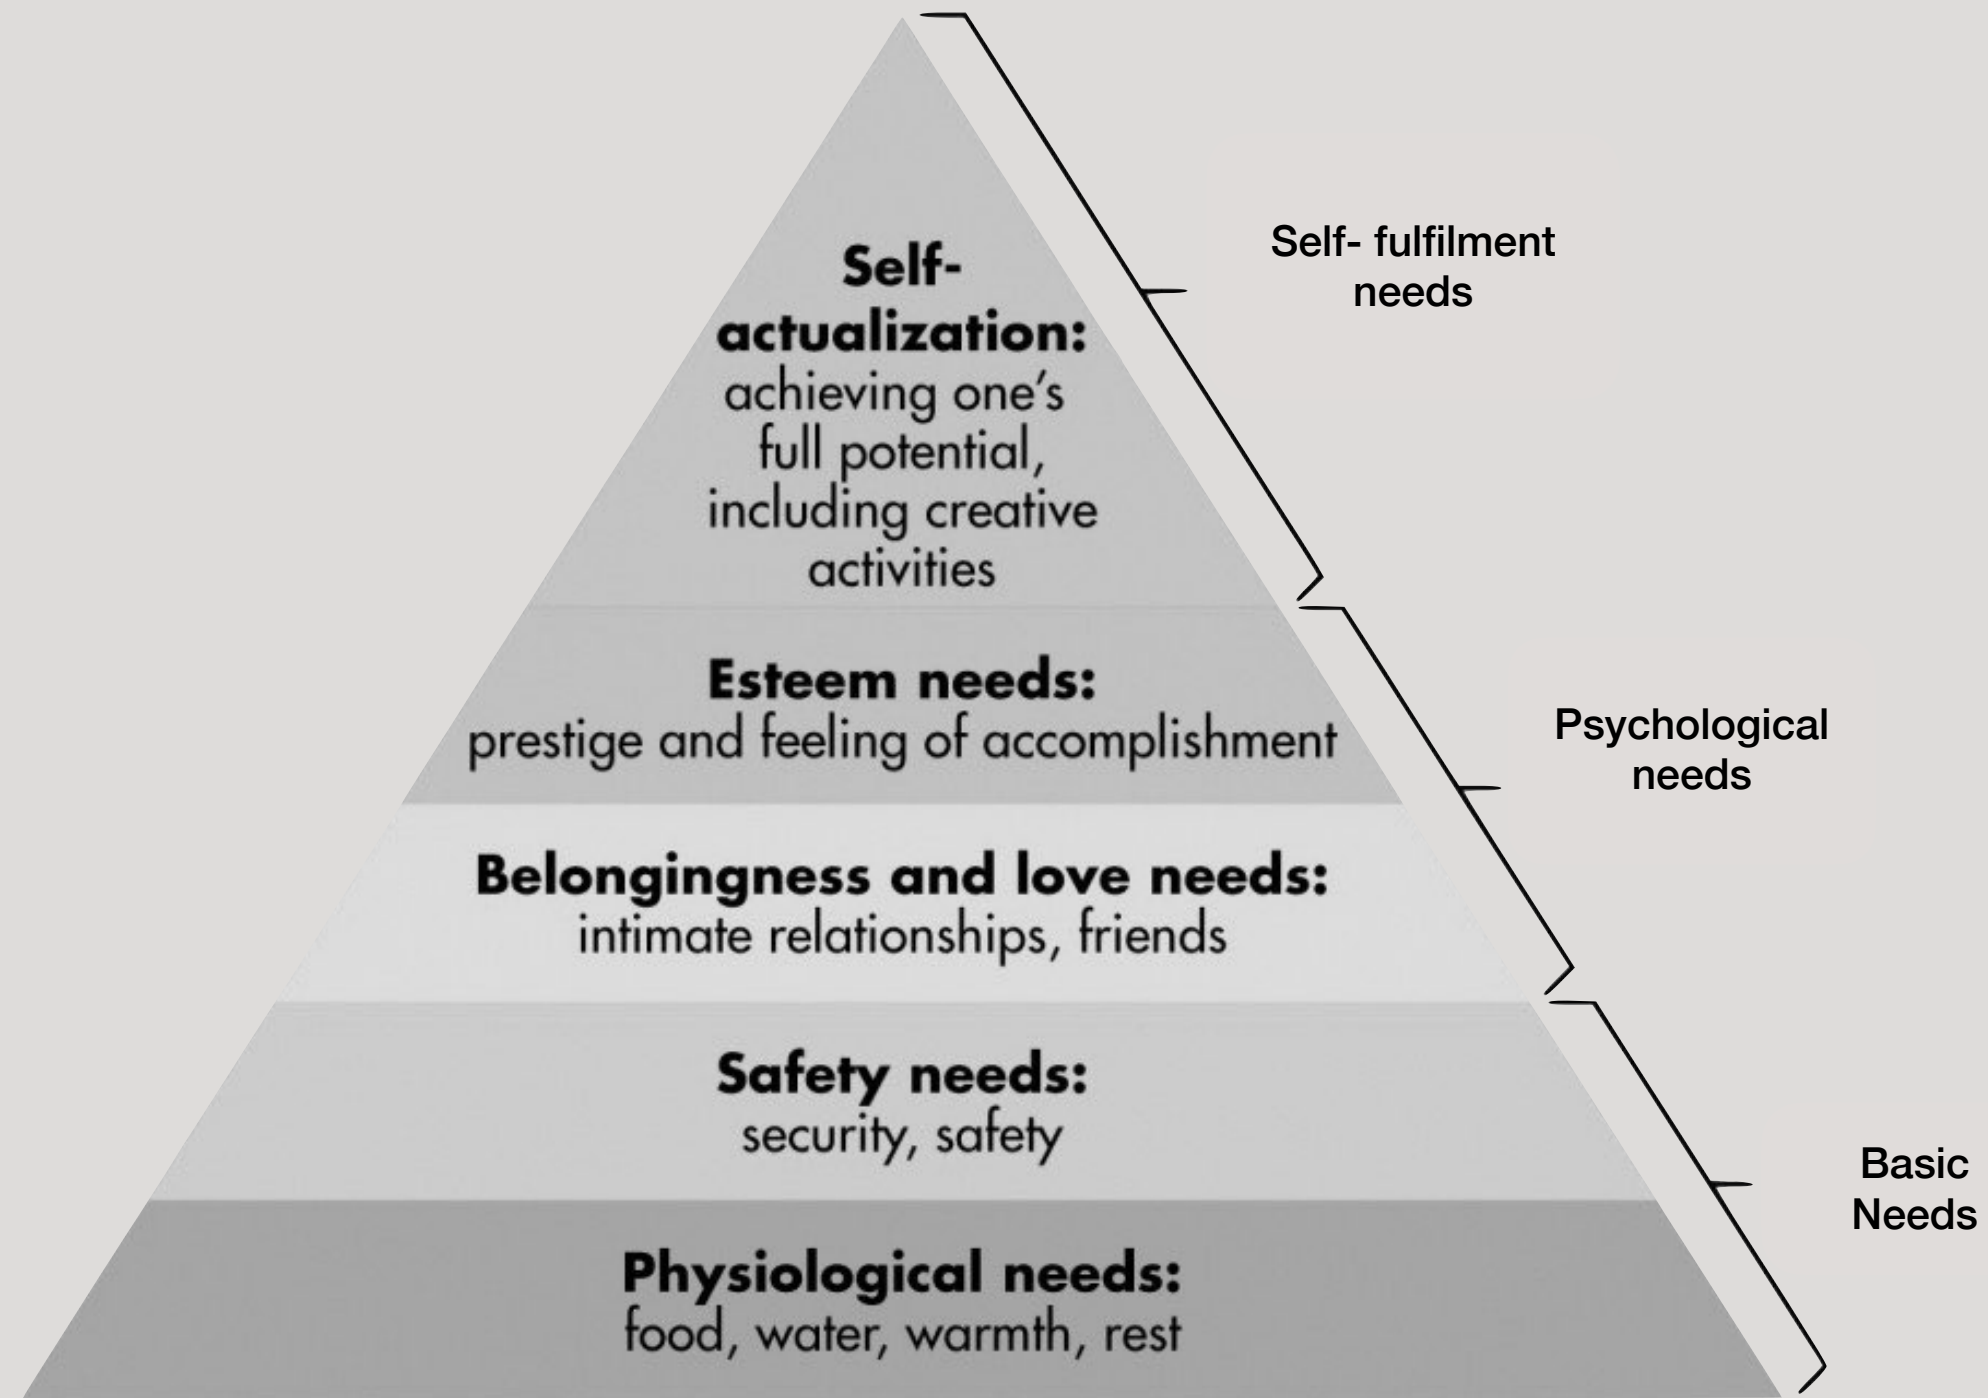 Self-
actualization:
achieving one's
full potential,
including creative
activities
Self- fulfilment
needs
Esteem needs:
prestige and feeling of accomplishment
Psychological
needs
Belongingness and love needs:
intimate relationships, friends
Safety needs:
security, safety
Basic
Needs
Physiological needs:
food, water, warmth, rest